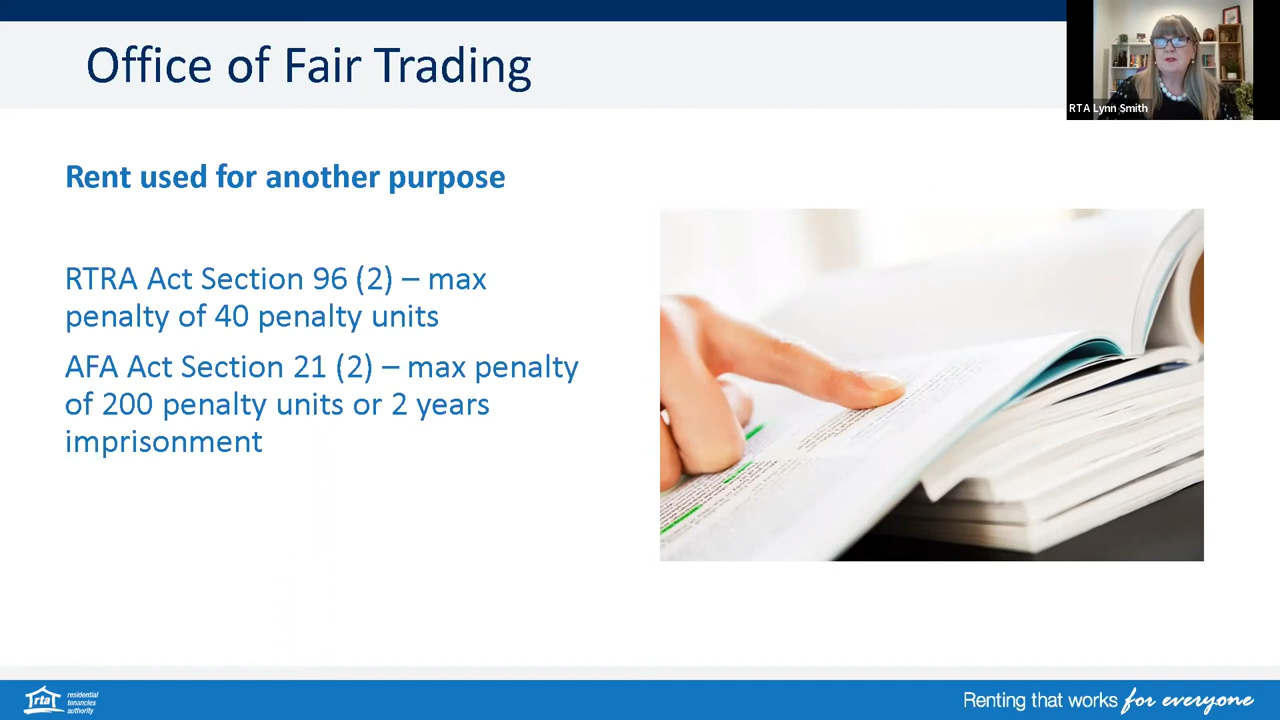 Office of Fair Trading
RTA Lynn Smith
Rent used for another purpose
RTRA Act Section 96 (2) – max
penalty of 40 penalty units
AFA Act Section 21 (2) – max penalty
of 200 penalty units or 2 years
imprisonment
rta
residential
tenancies
authority
Renting that works for everyone